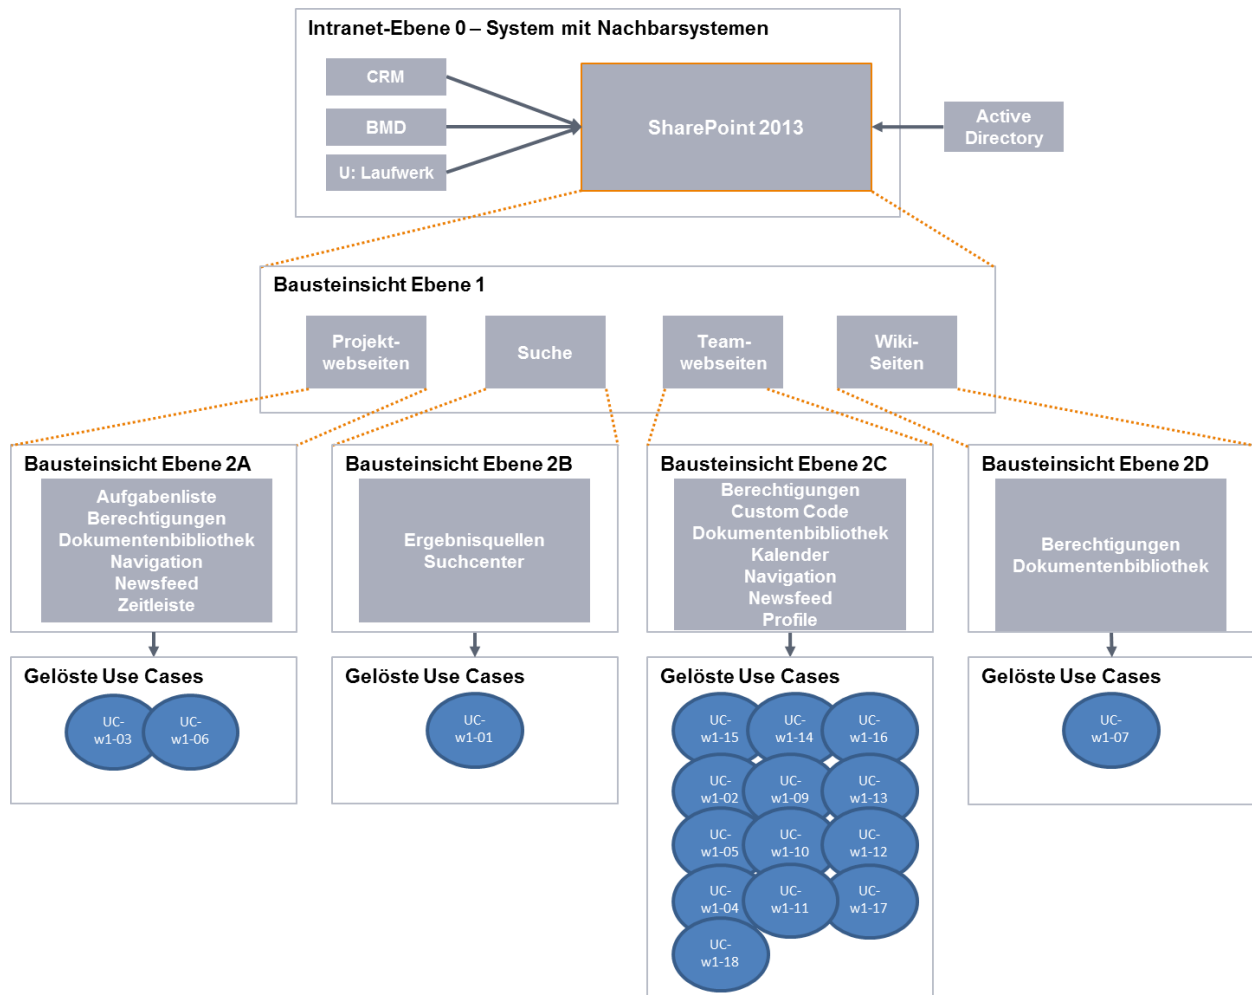 Intranet-Ebene 0 – System mit Nachbarsystemen
CRM
BMD
U: Laufwerk
SharePoint 2013
Active
Directory
Bausteinsicht Ebene 1
Projekt-
webseiten
Suche
Team-
webseiten
Wiki-
Seiten
Bausteinsicht Ebene 2A
Aufgabenliste
Berechtigungen
Dokumentenbibliothek
Navigation
Newsfeed
Zeitleiste
Bausteinsicht Ebene 2B
Ergebnisquellen
Suchcenter
Bausteinsicht Ebene 2C
Berechtigungen
Custom Code
Dokumentenbibliothek
Kalender
Navigation
Newsfeed
Profile
Bausteinsicht Ebene 2D
Berechtigungen
Dokumentenbibliothek
Gelöste Use Cases
UC-
w1-03
UC-
w1-06
Gelöste Use Cases
UC-
w1-01
Gelöste Use Cases
UC-
w1-15
UC-
w1-14
UC-
w1-16
UC-
w1-02
UC-
w1-09
UC-
w1-13
UC-
w1-05
UC-
w1-10
UC-
w1-12
UC-
w1-04
UC-
w1-11
UC-
w1-17
UC-
w1-18
Gelöste Use Cases
UC-
w1-07